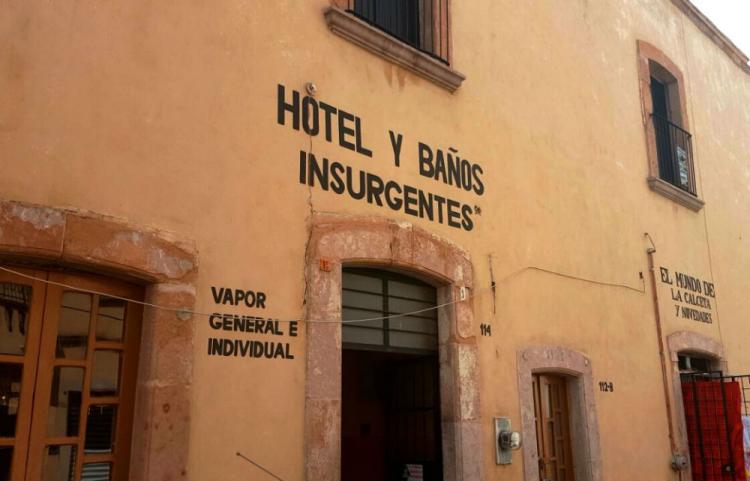 HOTEL Y BAÑOS
INSURGENTES
VAPOR
GENERAL E
INDIVIDUAL
114
112-B
EL MUNDO DE
LA CALCETA
Y NOVEDADES